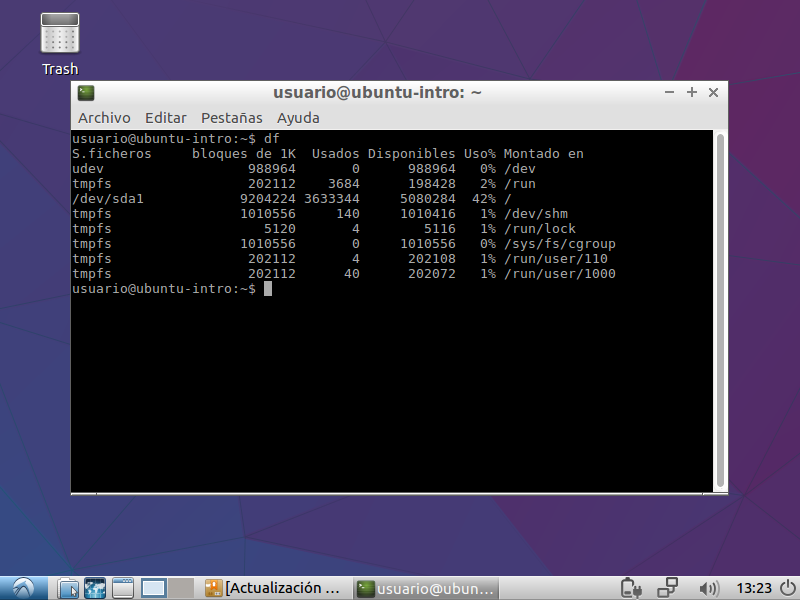 Trash
usuario@ubuntu-intro: ~
Archivo Editar Pestañas Ayuda
usuario@ubuntu-intro:~$ df
S.ficheros     bloques de 1K  Usados Disponibles Uso% Montado en
udev                  988964       0      988964   0% /dev
tmpfs                 202112    3684      198428   2% /run
/dev/sda1            9204224 3633344     5080284  42% /
tmpfs                1010556     140     1010416   1% /dev/shm
tmpfs                   5120       4        5116   1% /run/lock
tmpfs                1010556       0     1010556   0% /sys/fs/cgroup
tmpfs                 202112       4      202108   1% /run/user/110
tmpfs                 202112      40      202072   1% /run/user/1000
usuario@ubuntu-intro:~$
[Actualización ... usuario@ubun... 13:23